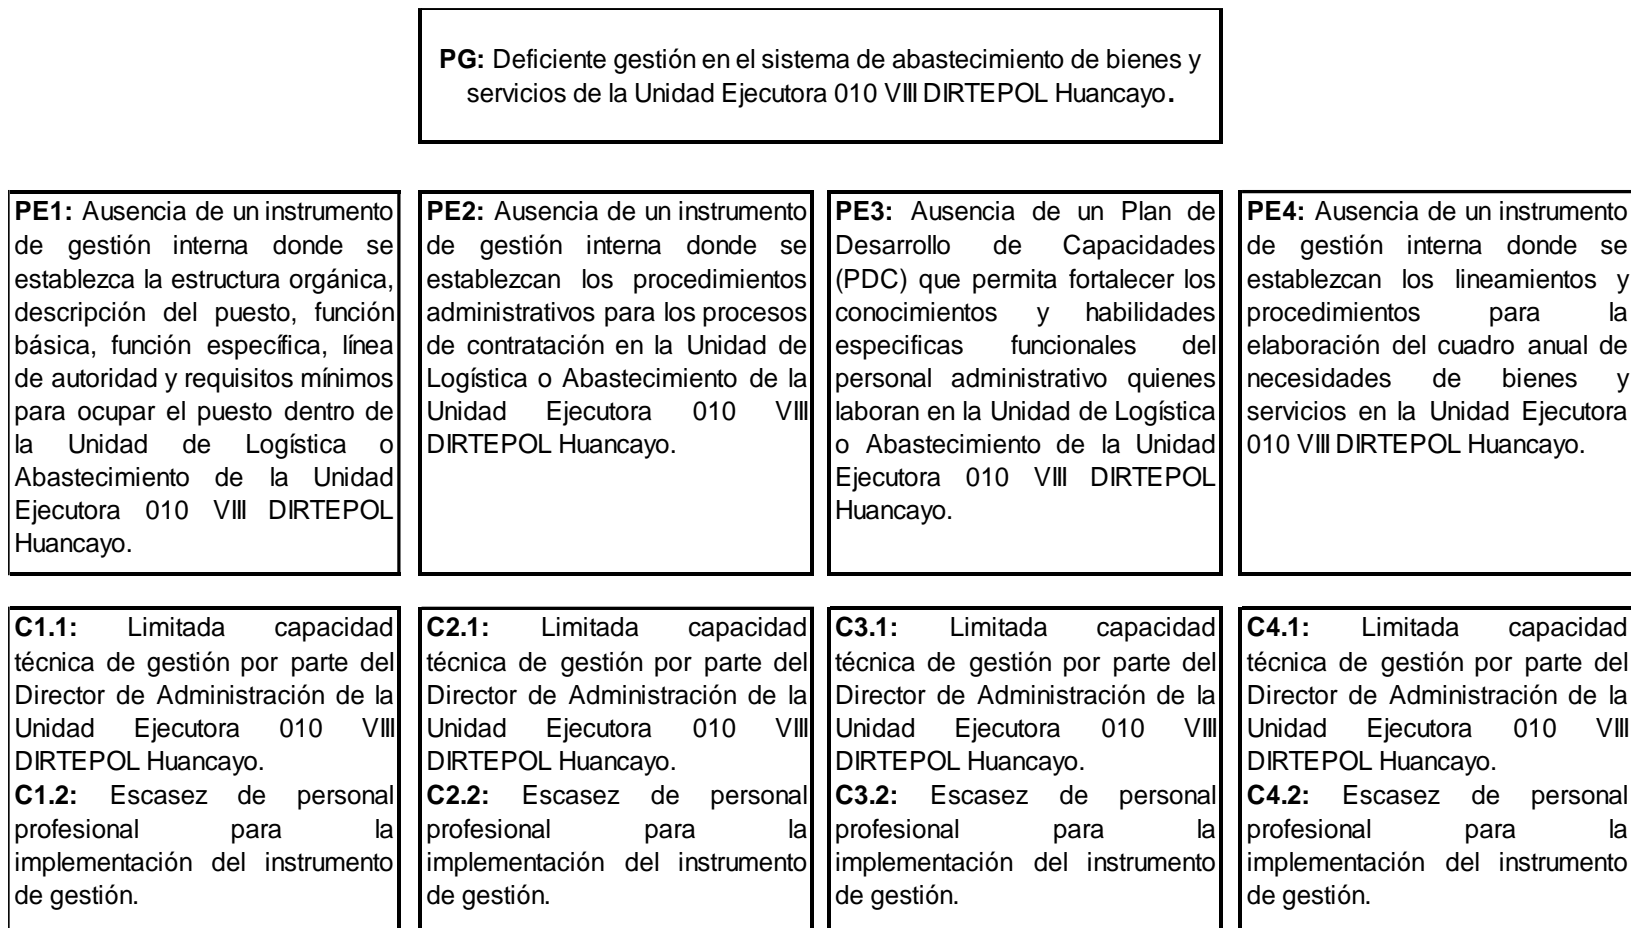 PG: Deficiente gestión en el sistema de abastecimiento de bienes y
servicios de la Unidad Ejecutora 010 VIII DIRTEPOL Huancayo.
PE1: Ausencia de un instrumento
de gestión interna donde se
establezca la estructura orgánica,
descripción del puesto, función
básica, función específica, línea
de autoridad y requisitos mínimos
para ocupar el puesto dentro de
la Unidad de Logística o
Abastecimiento de la Unidad
Ejecutora 010 VIII DIRTEPOL
Huancayo.
PE2: Ausencia de un instrumento
de gestión interna donde se
establezcan los procedimientos
administrativos para los procesos
de contratación en la Unidad de
Logística o Abastecimiento de la
Unidad Ejecutora 010 VIII
DIRTEPOL Huancayo.
PE3: Ausencia de un Plan de
Desarrollo de Capacidades
(PDC) que permita fortalecer los
conocimientos y habilidades
especificas funcionales del
personal administrativo quienes
laboran en la Unidad de Logística
o Abastecimiento de la Unidad
Ejecutora 010 VIII DIRTEPOL
Huancayo.
PE4: Ausencia de un instrumento
de gestión interna donde se
establezcan los lineamientos y
procedimientos para la
elaboración del cuadro anual de
necesidades de bienes y
servicios en la Unidad Ejecutora
010 VIII DIRTEPOL Huancayo.
C1.1: Limitada capacidad
técnica de gestión por parte del
Director de Administración de la
Unidad Ejecutora 010 VIII
DIRTEPOL Huancayo.
C1.2: Escasez de personal
profesional para la
implementación del instrumento
de gestión.
C2.1: Limitada capacidad
técnica de gestión por parte del
Director de Administración de la
Unidad Ejecutora 010 VIII
DIRTEPOL Huancayo.
C2.2: Escasez de personal
profesional para la
implementación del instrumento
de gestión.
C3.1: Limitada capacidad
técnica de gestión por parte del
Director de Administración de la
Unidad Ejecutora 010 VIII
DIRTEPOL Huancayo.
C3.2: Escasez de personal
profesional para la
implementación del instrumento
de gestión.
C4.1: Limitada capacidad
técnica de gestión por parte del
Director de Administración de la
Unidad Ejecutora 010 VIII
DIRTEPOL Huancayo.
C4.2: Escasez de personal
profesional para la
implementación del instrumento
de gestión.